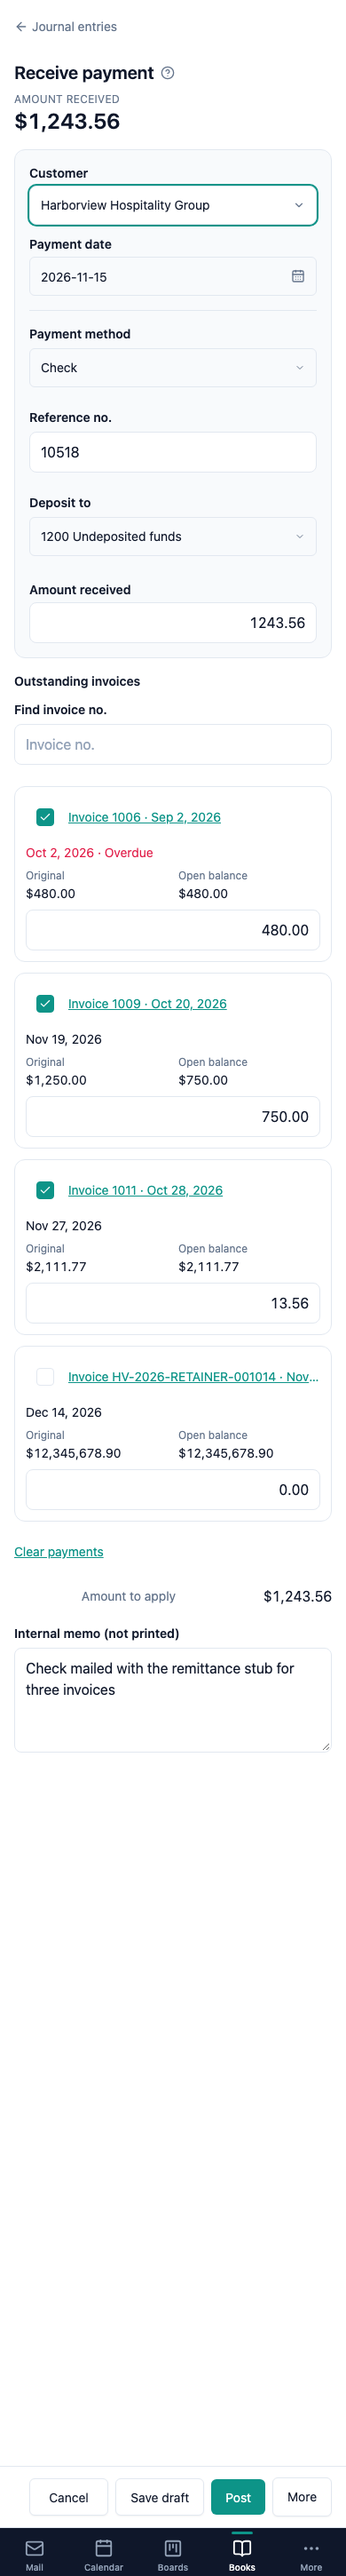 Journal entries
Receive payment
AMOUNT RECEIVED
$1,243.56
Customer
Harborview Hospitality Group
Payment date
2026-11-15
Payment method
Check
Reference no.
10518
Deposit to
1200 Undeposited funds
Amount received
1243.56
Outstanding invoices
Find invoice no.
Invoice no.
Invoice 1006 · Sep 2, 2026
Oct 2, 2026 · Overdue
Original Open balance
$480.00 $480.00
480.00
Invoice 1009 · Oct 20, 2026
Nov 19, 2026
Original Open balance
$1,250.00 $750.00
750.00
Invoice 1011 · Oct 28, 2026
Nov 27, 2026
Original Open balance
$2,111.77 $2,111.77
13.56
Invoice HV-2026-RETAINER-001014 · Nov...
Dec 14, 2026
Original Open balance
$12,345,678.90 $12,345,678.90
0.00
Clear payments
Amount to apply $1,243.56
Internal memo (not printed)
Check mailed with the remittance stub for
three invoices
Cancel Save draft Post More
Mail Calendar Boards Books More